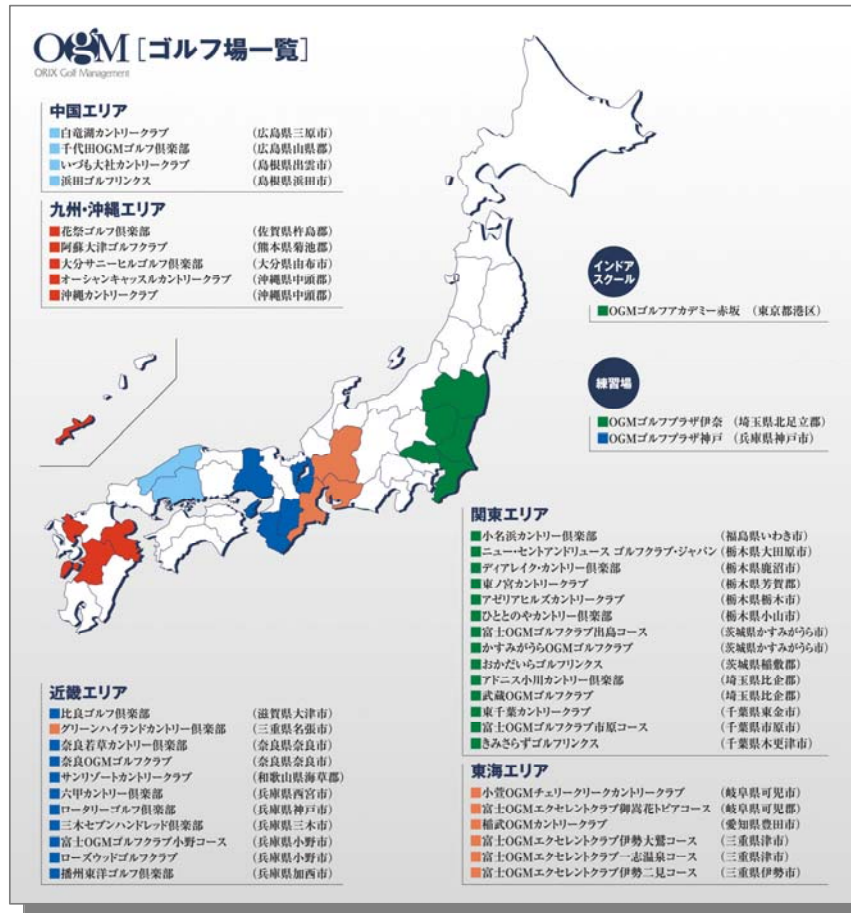 OgM [ゴルフ場一覧]
ORIX Golf Management
中国エリア
■白竜湖カントリークラブ (広島県三原市)
■千代田OGMゴルフ倶楽部 (広島県山県郡)
■いづも大社カントリークラブ (島根県出雲市)
■浜田ゴルフリンクス (島根県浜田市)
九州・沖縄エリア
■花祭ゴルフ倶楽部 (佐賀県杵島郡)
■阿蘇大津ゴルフクラブ (熊本県菊池郡)
■大分サニーヒルゴルフ倶楽部 (大分県由布市)
■オーシャンキャッスルカントリークラブ (沖縄県中頭郡)
■沖縄カントリークラブ (沖縄県中頭郡)
インドア
スクール
■OGMゴルフアカデミー赤坂 (東京都港区)
練習場
■OGMゴルフプラザ伊奈 (埼玉県北足立郡)
■OGMゴルフプラザ神戸 (兵庫県神戸市)
関東エリア
■小名浜カントリー倶楽部 (福島県いわき市)
■ニュー・セントアンドリュース ゴルフクラブ・ジャパン (栃木県大田原市)
■ディアレイク・カントリー倶楽部 (栃木県鹿沼市)
■東ノ宮カントリークラブ (栃木県芳賀郡)
■アゼリアヒルズカントリークラブ (栃木県栃木市)
■ひととのやカントリー倶楽部 (栃木県小山市)
■富士OGMゴルフクラブ出島コース (茨城県かすみがうら市)
■かすみがうらOGMゴルフクラブ (茨城県かすみがうら市)
■おかだいらゴルフリンクス (茨城県稲敷郡)
■アドニス小川カントリー倶楽部 (埼玉県比企郡)
■武蔵OGMゴルフクラブ (埼玉県比企郡)
■東千葉カントリークラブ (千葉県東金市)
■富士OGMゴルフクラブ市原コース (千葉県市原市)
■きみさらずゴルフリンクス (千葉県木更津市)
近畿エリア
■比良ゴルフ倶楽部 (滋賀県大津市)
■グリーンハイランドカントリー倶楽部 (三重県名張市)
■奈良若草カントリー倶楽部 (奈良県奈良市)
■奈良OGMゴルフクラブ (奈良県奈良市)
■サンリゾートカントリークラブ (和歌山県海草郡)
■六甲カントリー倶楽部 (兵庫県西宮市)
■ロータリーゴルフ倶楽部 (兵庫県神戸市)
■三木セブンハンドレッド倶楽部 (兵庫県三木市)
■富士OGMゴルフクラブ小野コース (兵庫県小野市)
■ローズウッドゴルフクラブ (兵庫県小野市)
■播州東洋ゴルフ倶楽部 (兵庫県加西市)
東海エリア
■小萱OGMチェリークリークカントリークラブ (岐阜県可児市)
■富士OGMエクセレントクラブ御嵩花トピアコース (岐阜県可児郡)
■稲武OGMカントリークラブ (愛知県豊田市)
■富士OGMエクセレントクラブ伊勢大鷲コース (三重県津市)
■富士OGMエクセレントクラブ一志温泉コース (三重県津市)
■富士OGMエクセレントクラブ伊勢二見コース (三重県伊勢市)